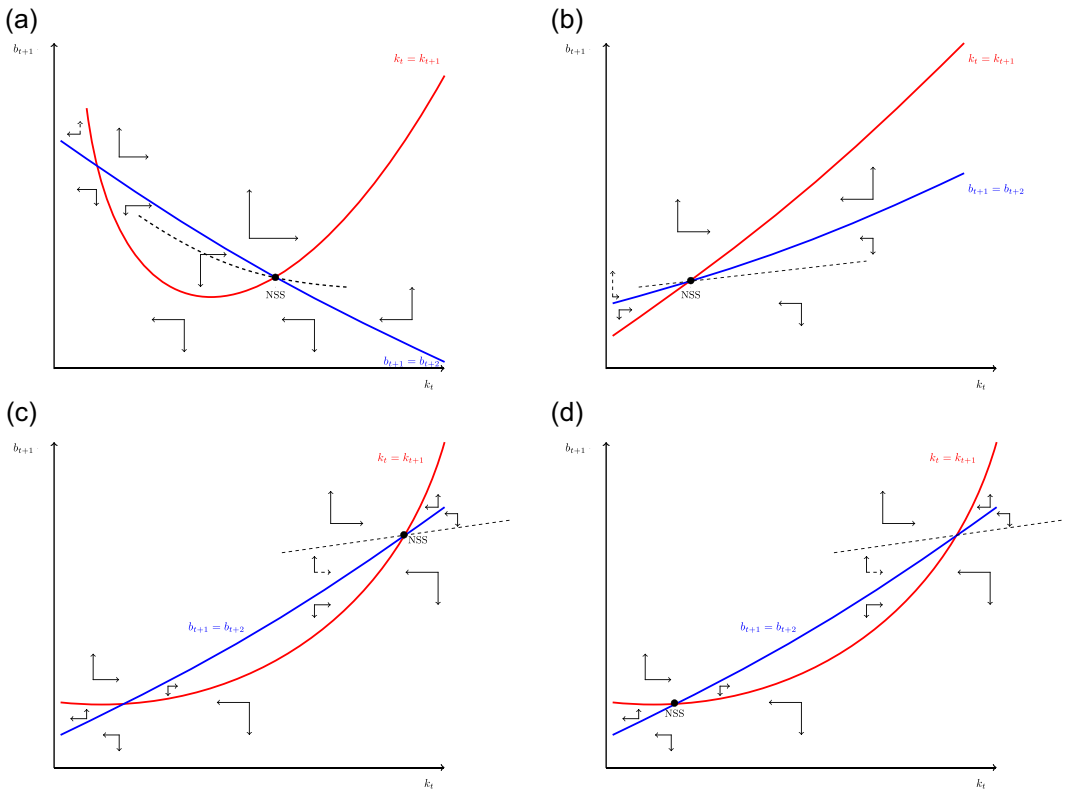 (a)
b_{t+1}
k_t = k_{t+1}
NSS
b_{t+1} = b_{t+2}
k_t
(b)
b_{t+1}
k_t = k_{t+1}
b_{t+1} = b_{t+2}
NSS
k_t
(c)
b_{t+1}
k_t = k_{t+1}
NSS
b_{t+1} = b_{t+2}
k_t
(d)
b_{t+1}
k_t = k_{t+1}
b_{t+1} = b_{t+2}
NSS
k_t